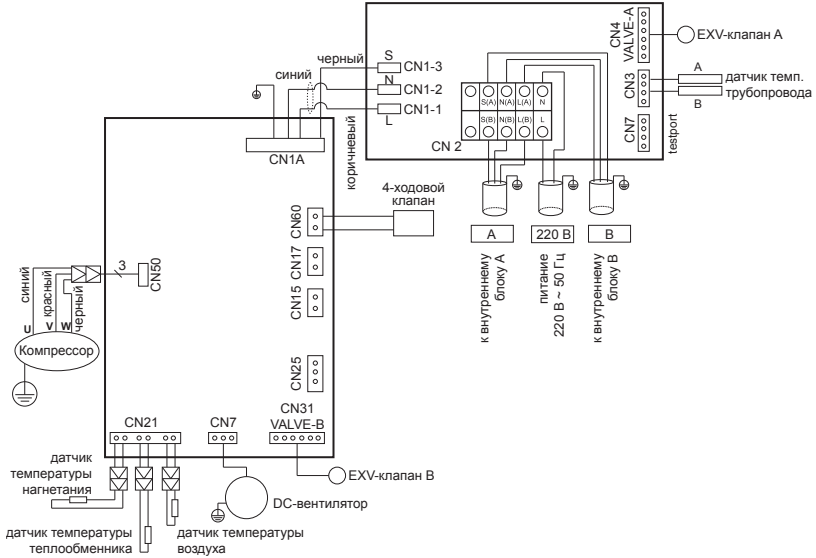 CN4
VALVE-A
EXV-клапан A
CN3
A
B
датчик темп.
трубопровода
CN7
testport
черный
S
CN1-3
синий
N
CN1-2
CN1-1
L
коричневый
S(A) N(A) L(A) N
S(B) N(B) L(B) L
CN 2
CN1A
4-ходовой
клапан
CN60
CN17
CN15
CN25
A
220 В
B
к внутреннему
блоку A
питание
220 В ~ 50 Гц
к внутреннему
блоку B
3
CN50
синий
красный
черный
U
V
W
Компрессор
CN21
CN7
CN31
VALVE-B
датчик
температуры
нагнетания
EXV-клапан B
DC-вентилятор
датчик температуры
теплообменника
датчик температуры
воздуха